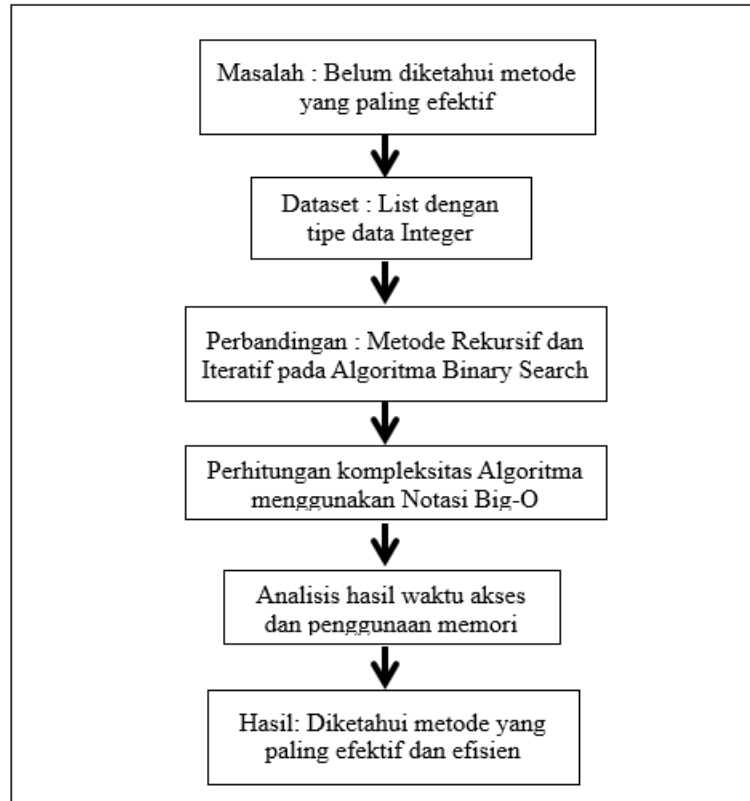 Masalah : Belum diketahui metode
yang paling efektif
Dataset : List dengan
tipe data Integer
Perbandingan : Metode Rekursif dan
Iteratif pada Algoritma Binary Search
Perhitungan kompleksitas Algoritma
menggunakan Notasi Big-O
Analisis hasil waktu akses
dan penggunaan memori
Hasil: Diketahui metode yang
paling efektif dan efisien